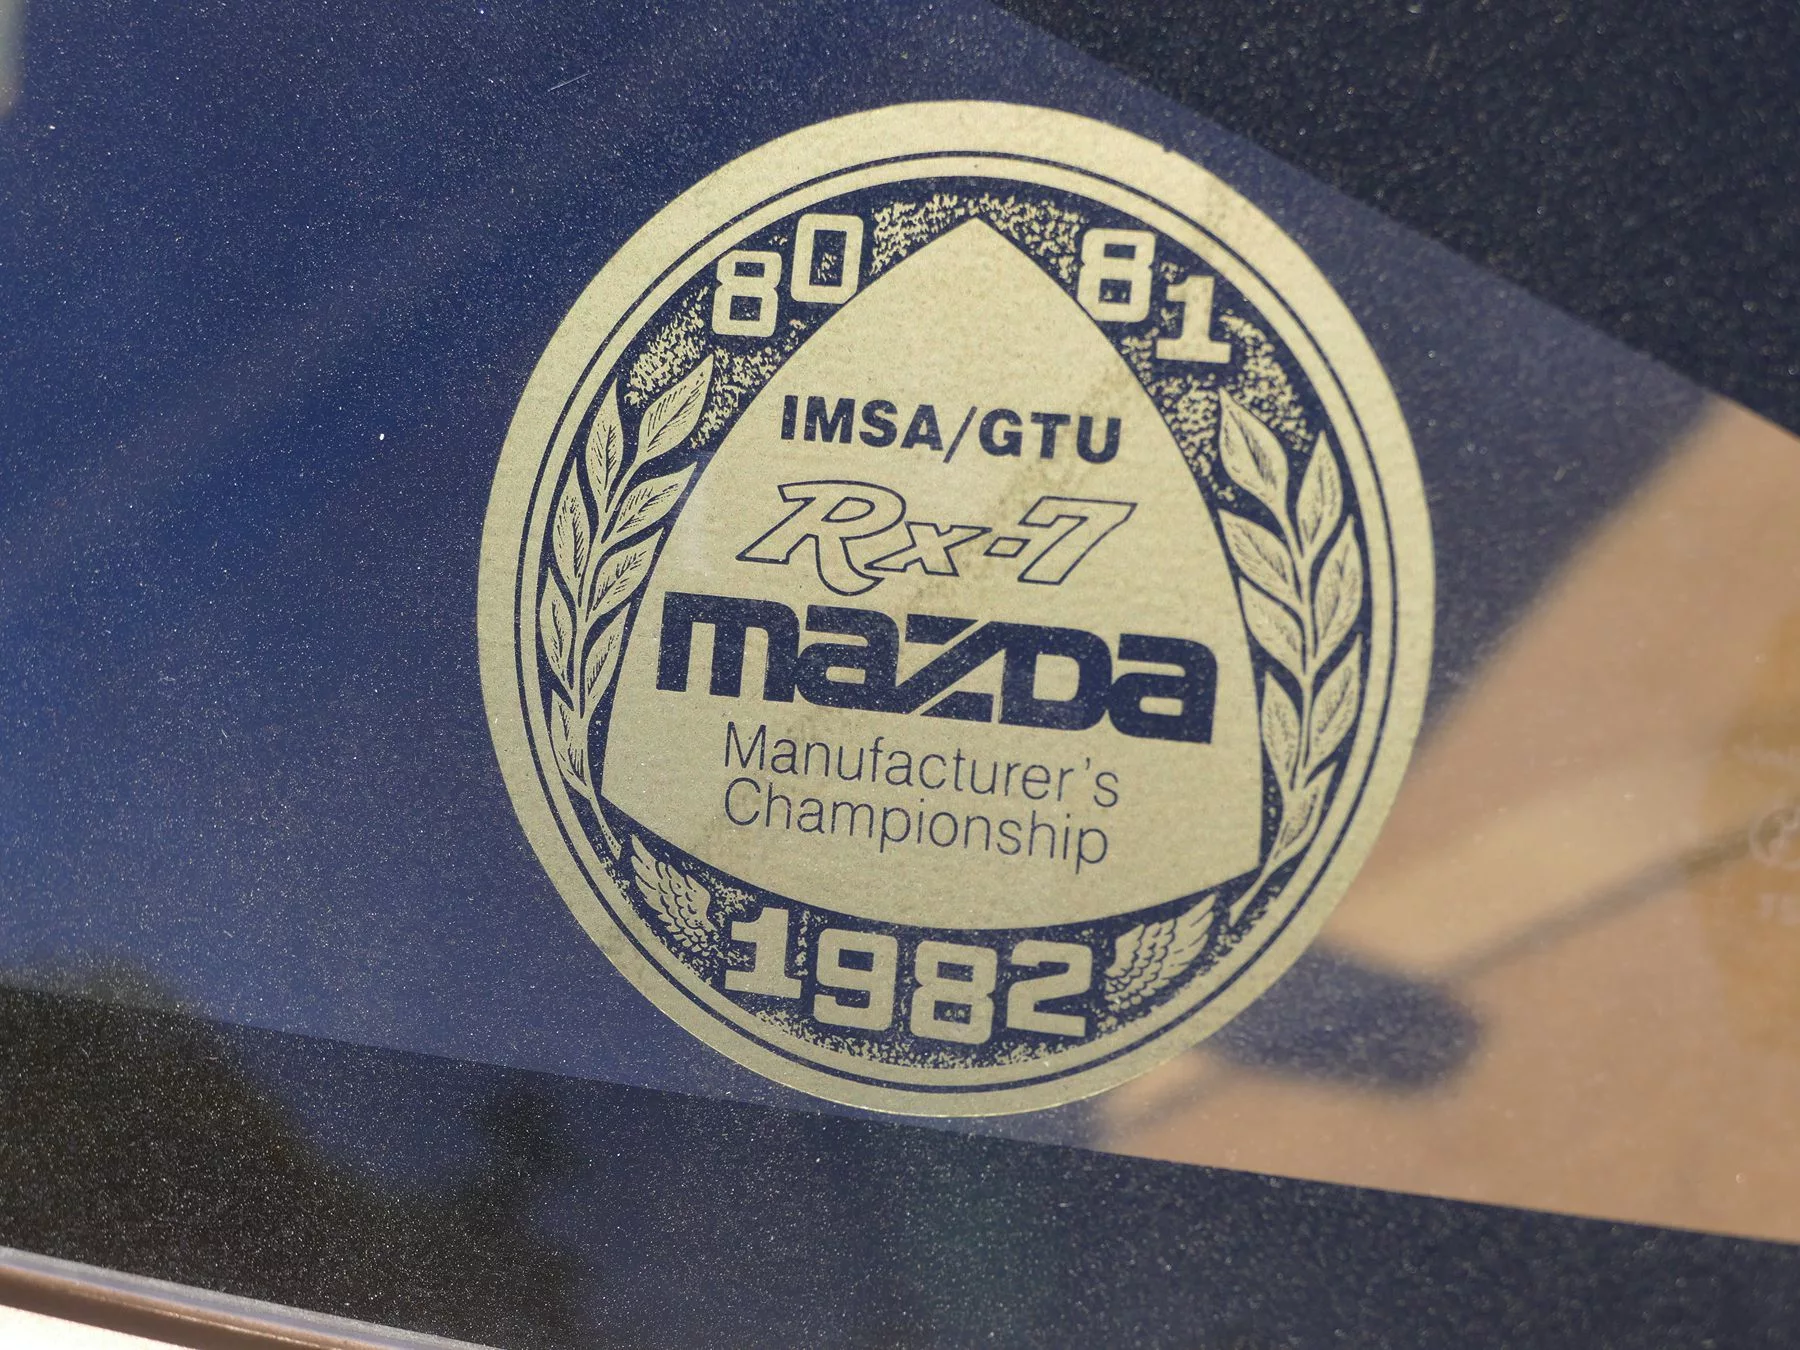 80 81
IMSA/GTU
Rx-7
mazda
Manufacturer's
Championship
1982